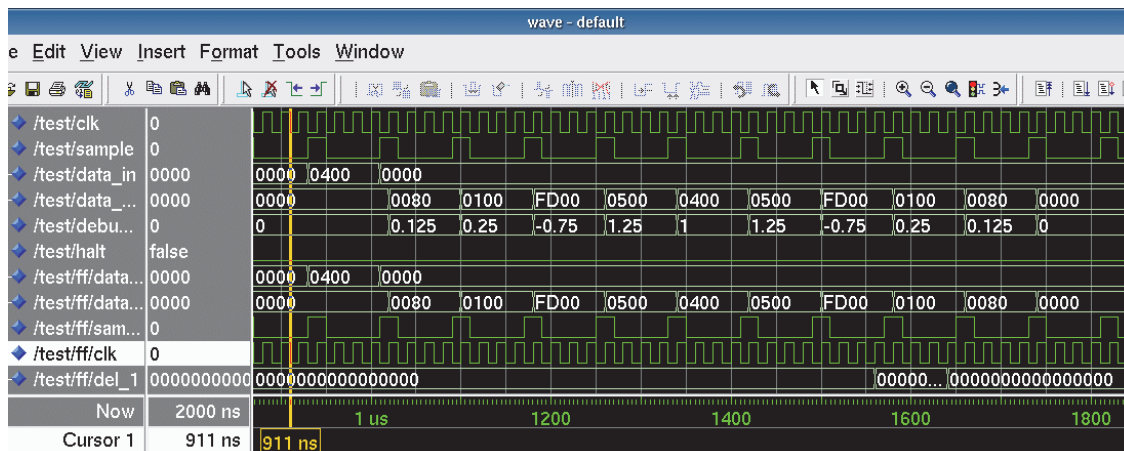 wave - default
e Edit View Insert Format Tools Window
/test/clk 0
/test/sample 0
/test/data_in 0000 0000 0400 0000
/test/data_... 0000 0000 0080 0100 FD00 0500 0400 0500 FD00 0100 0080 0000
/test/debu... 0 0 0.125 0.25 -0.75 1.25 1 1.25 -0.75 0.25 0.125 0
/test/halt false
/test/ff/data... 0000 0000 0400 0000
/test/ff/data... 0000 0000 0080 0100 FD00 0500 0400 0500 FD00 0100 0080 0000
/test/ff/sam... 0
/test/ff/clk 0
/test/ff/del_1 0000000000 0000000000000000 00000... 0000000000000000
Now 2000 ns 1 us 1200 1400 1600 1800
Cursor 1 911 ns 911 ns